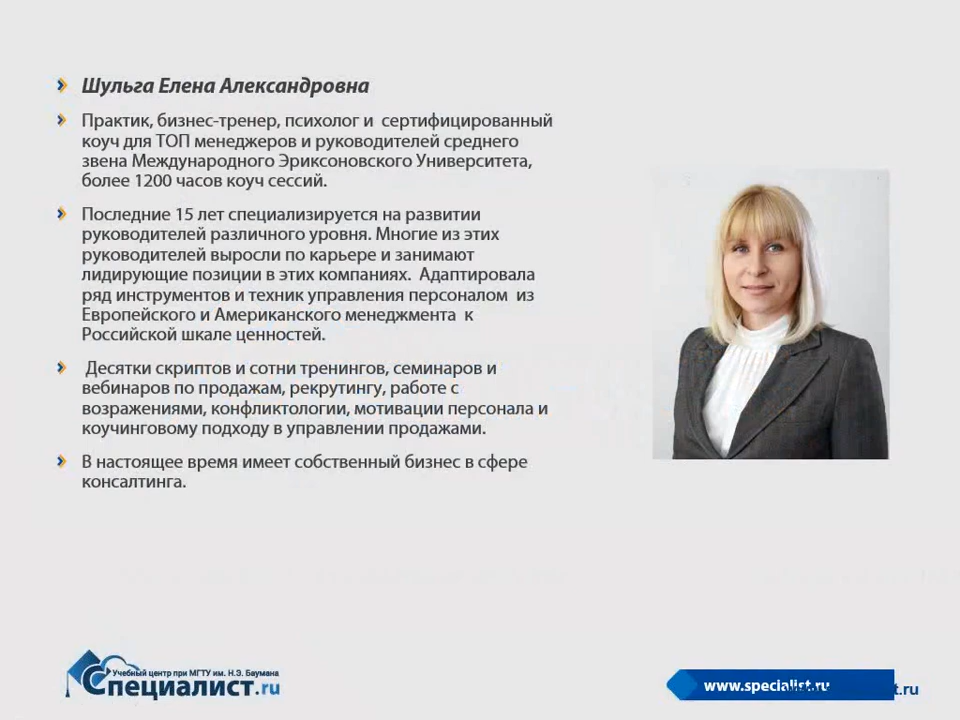 Шульга Елена Александровна
Практик, бизнес-тренер, психолог и сертифицированный
коуч для ТОП менеджеров и руководителей среднего
звена Международного Эриксоновского Университета,
более 1200 часов коуч сессий.
Последние 15 лет специализируется на развитии
руководителей различного уровня. Многие из этих
руководителей выросли по карьере и занимают
лидирующие позиции в этих компаниях. Адаптировала
ряд инструментов и техник управления персоналом из
Европейского и Американского менеджмента к
Российской шкале ценностей.
Десятки скриптов и сотни тренингов, семинаров и
вебинаров по продажам, рекрутингу, работе с
возражениями, конфликтологии, мотивации персонала и
коучинговому подходу в управлении продажами.
В настоящее время имеет собственный бизнес в сфере
консалтинга.
Учебный центр при МГТУ им. Н.Э. Баумана
Специалист.ru
www.specialist.ru